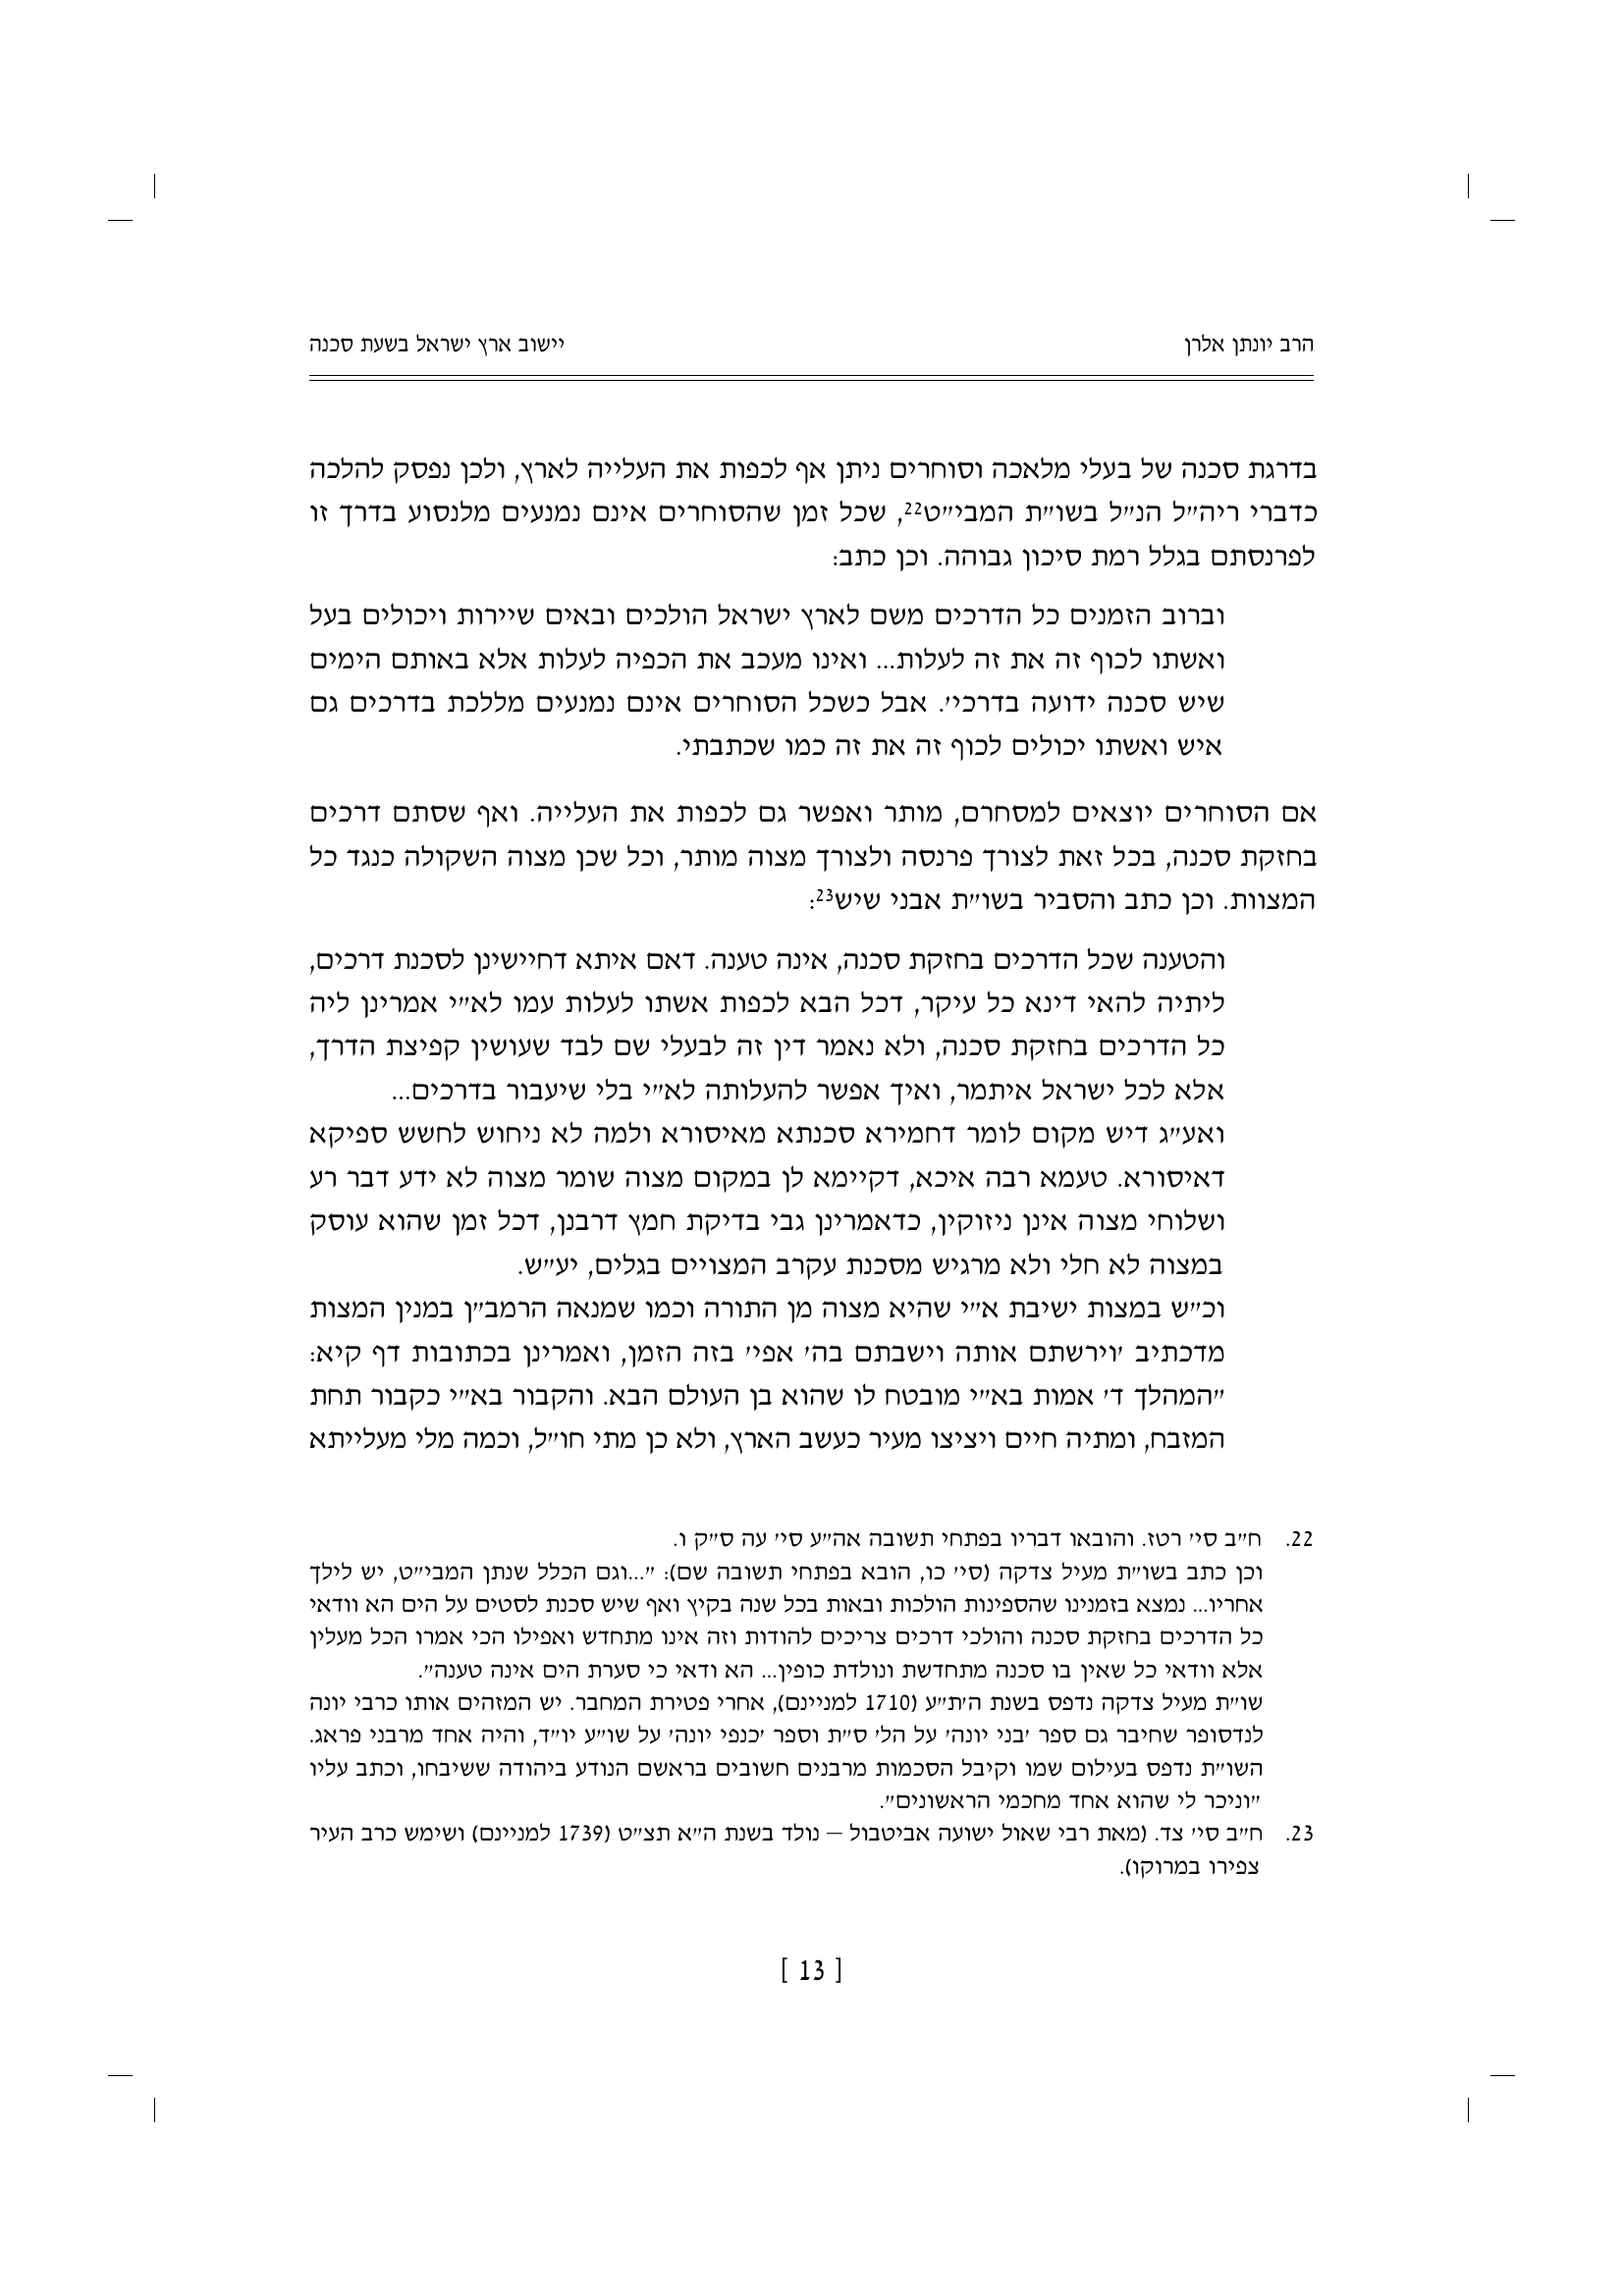 הרב יונתן אלרן
יישוב ארץ ישראל בשעת סכנה
בדרגת סכנה של בעלי מלאכה וסוחרים ניתן אף לכפות את העלייה לארץ, ולכן נפסק להלכה
כדברי ריה״ל הנ״ל בשו״ת המבי״ט22, שכל זמן שהסוחרים אינם נמנעים מלנסוע בדרך זו
לפרנסתם בגלל רמת סיכון גבוהה. וכן כתב:
וברוב הזמנים כל הדרכים משם לארץ ישראל הולכים ובאים שיירות ויכולים בעל
ואשתו לכוף זה את זה לעלות... ואינו מעכב את הכפיה לעלות אלא באותם הימים
שיש סכנה ידועה בדרכי׳. אבל כשכל הסוחרים אינם נמנעים מללכת בדרכים גם
איש ואשתו יכולים לכוף זה את זה כמו שכתבתי.
אם הסוחרים יוצאים למסחרם, מותר ואפשר גם לכפות את העלייה. ואף שסתם דרכים
בחזקת סכנה, בכל זאת לצורך פרנסה ולצורך מצוה מותר, וכל שכן מצוה השקולה כנגד כל
המצוות. וכן כתב והסביר בשו״ת אבני שיש23:
והטענה שכל הדרכים בחזקת סכנה, אינה טענה. דאם איתא דחיישינן לסכנת דרכים,
ליתיה להאי דינא כל עיקר, דכל הבא לכפות אשתו לעלות עמו לא״י אמרינן ליה
כל הדרכים בחזקת סכנה, ולא נאמר דין זה לבעלי שם לבד שעושין קפיצת הדרך,
אלא לכל ישראל איתמר, ואיך אפשר להעלותה לא״י בלי שיעבור בדרכים...
ואע״ג דיש מקום לומר דחמירא סכנתא מאיסורא ולמה לא ניחוש לחשש ספיקא
דאיסורא. טעמא רבה איכא, דקיימא לן במקום מצוה שומר מצוה לא ידע דבר רע
ושלוחי מצוה אינן ניזוקין, כדאמרינן גבי בדיקת חמץ דרבנן, דכל זמן שהוא עוסק
במצוה לא חלי ולא מרגיש מסכנת עקרב המצויים בגלים, יע״ש.
וכ״ש במצות ישיבת א״י שהיא מצוה מן התורה וכמו שמנאה הרמב״ן במנין המצות
מדכתיב ׳וירשתם אותה וישבתם בה׳ אפי׳ בזה הזמן, ואמרינן בכתובות דף קיא:
״המהלך ד׳ אמות בא״י מובטח לו שהוא בן העולם הבא. והקבור בא״י כקבור תחת
המזבח, ומתיה חיים ויציצו מעיר כעשב הארץ, ולא כן מתי חו״ל, וכמה מלי מעלייתא
22. ח״ב סי׳ רטז. והובאו דבריו בפתחי תשובה אה״ע סי׳ עה ס״ק ו.
וכן כתב בשו״ת מעיל צדקה (סי׳ כו, הובא בפתחי תשובה שם): ״...וגם הכלל שנתן המבי״ט, יש לילך
אחריו... נמצא בזמנינו שהספינות הולכות ובאות בכל שנה בקיץ ואף שיש סכנת לסטים על הים הא וודאי
כל הדרכים בחזקת סכנה והולכי דרכים צריכים להודות וזה אינו מתחדש ואפילו הכי אמרו הכל מעלין
אלא וודאי כל שאין בו סכנה מתחדשת ונולדת כופין... הא ודאי כי סערת הים אינה טענה״.
שו״ת מעיל צדקה נדפס בשנת ה׳ת״ע (1710 למניינם), אחרי פטירת המחבר. יש המזהים אותו כרבי יונה
לנדסופר שחיבר גם ספר ׳בני יונה׳ על הל׳ ס״ת וספר ׳כנפי יונה׳ על שו״ע יו״ד, והיה אחד מרבני פראג.
השו״ת נדפס בעילום שמו וקיבל הסכמות מרבנים חשובים בראשם הנודע ביהודה ששיבחו, וכתב עליו
״וניכר לי שהוא אחד מחכמי הראשונים״.
23. ח״ב סי׳ צד. (מאת רבי שאול ישועה אביטבול – נולד בשנת ה״א תצ״ט (1739 למניינם) ושימש כרב העיר
צפירו במרוקו).
[ 13 ]